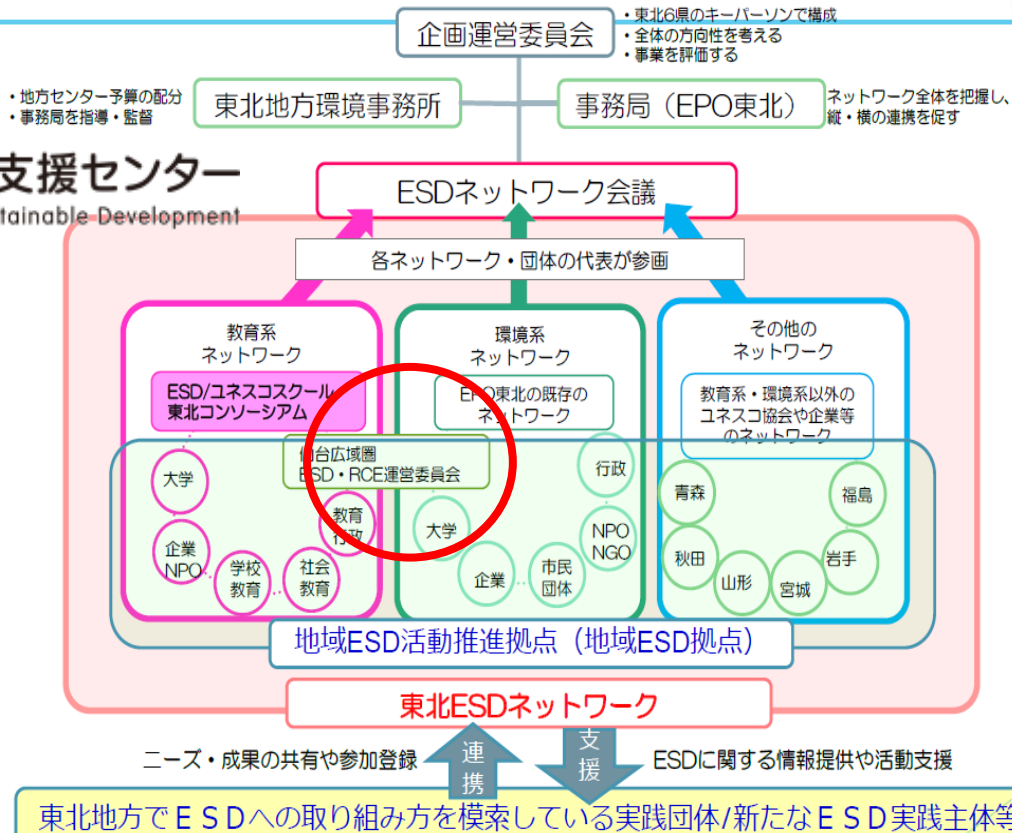 企画運営委員会
・東北6県のキーパーソンで構成
・全体の方向性を考える
・事業を評価する
・地方センター予算の配分
・事務局を指導・監督
東北地方環境事務所
事務局（EPO東北）
ネットワーク全体を把握し、
縦・横の連携を促す
支援センター
tainable Development
ESDネットワーク会議
各ネットワーク・団体の代表が参画
教育系
ネットワーク
ESD/ユネスコスクール
東北コンソーシアム
環境系
ネットワーク
EPO東北の既存の
ネットワーク
その他の
ネットワーク
教育系・環境系以外の
ユネスコ協会や企業等
のネットワーク
仙台広域圏
ESD・RCE運営委員会
大学
企業
NPO
学校
教育
社会
教育
教育
行政
大学
企業
市民
団体
NPO
NGO
行政
青森
秋田
山形
宮城
岩手
福島
地域ESD活動推進拠点（地域ESD拠点）
東北ESDネットワーク
ニーズ・成果の共有や参加登録
連
携
支
援
ESDに関する情報提供や活動支援
東北地方でＥＳＤへの取り組み方を模索している実践団体/新たなＥＳＤ実践主体等